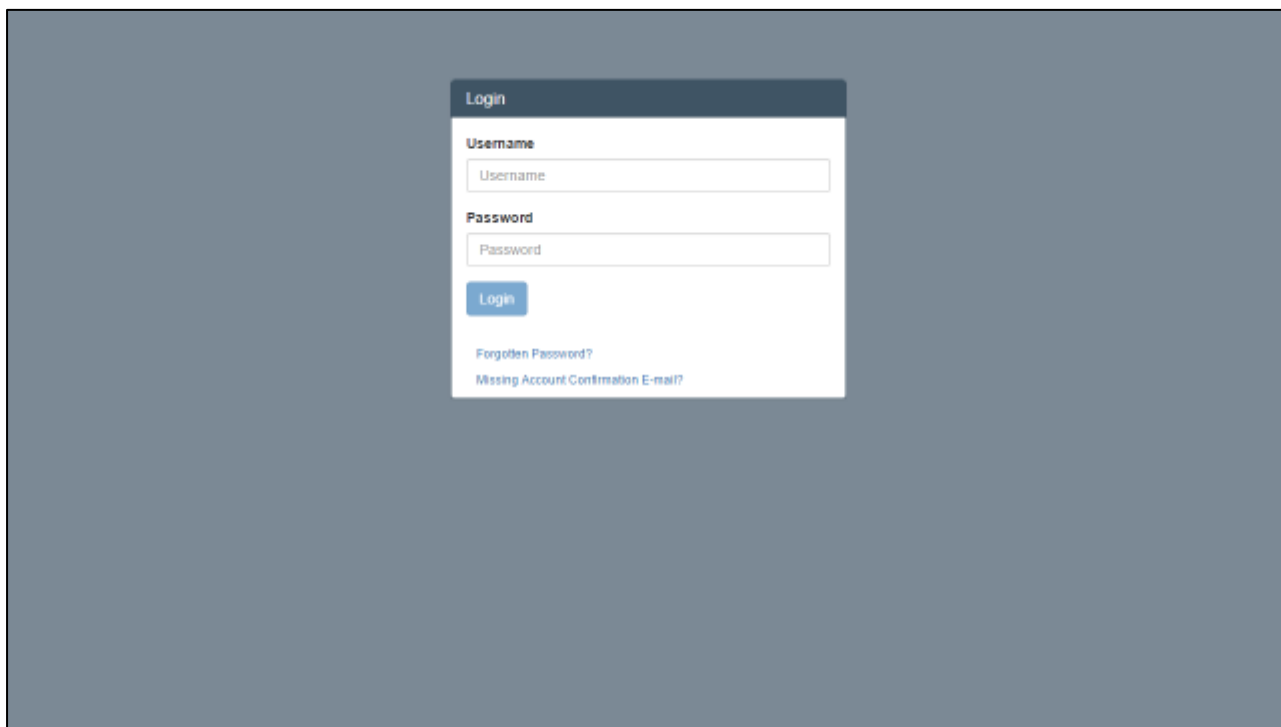 Login
Username
Username
Password
Password
Login
Forgotten Password?
Missing Account Confirmation E-mail?